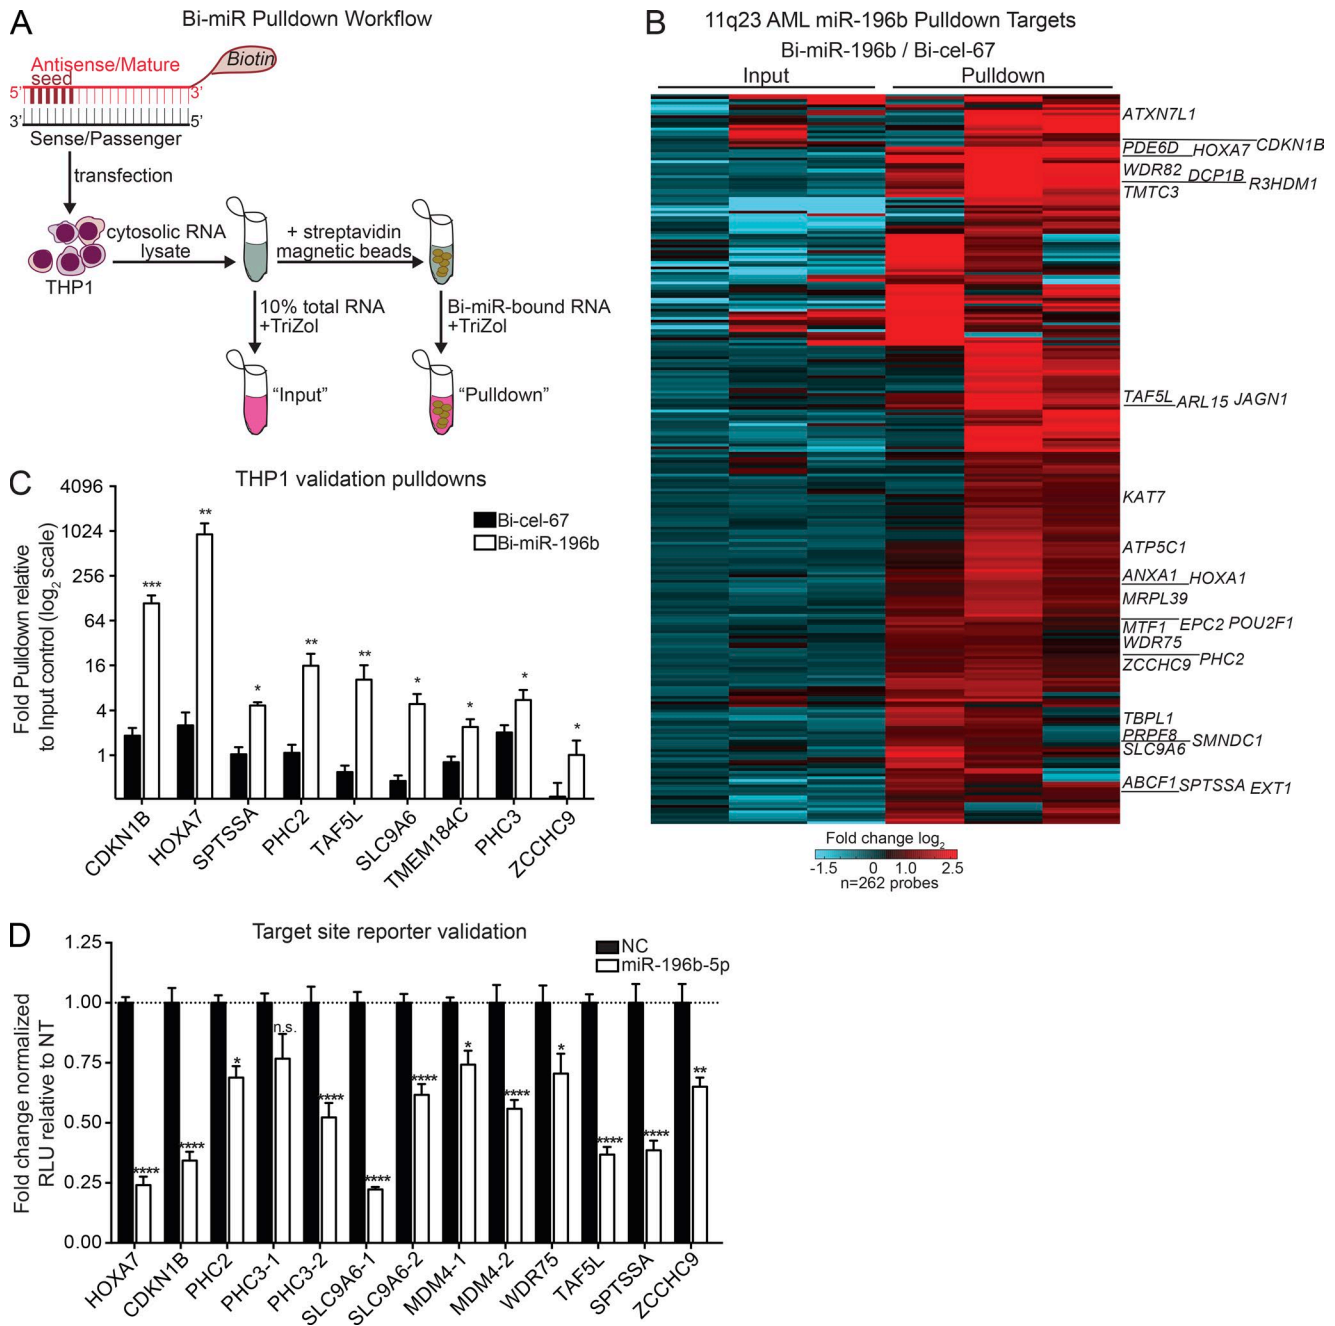 A
Bi-miR Pulldown Workflow
Biotin
Antisense/Mature
seed
5'
3'
3'
5'
Sense/Passenger
transfection
THP1
cytosolic RNA
lysate
+ streptavidin
magnetic beads
10% total RNA
+TriZol
Bi-miR-bound RNA
+TriZol
"Input"
"Pulldown"
B
11q23 AML miR-196b Pulldown Targets
Bi-miR-196b / Bi-cel-67
Input
Pulldown
ATXN7L1
CDKN1B
PDE6D HOXA7
WDR82 DCP1B R3HDM1
TMTC3
TAF5L ARL15 JAGN1
KAT7
ATP5C1
ANXA1 HOXA1
MRPL39
MTF1 EPC2 POU2F1
WDR75
ZCCHC9 PHC2
TBPL1
PRPF8 SMNDC1
SLC9A6
ABCF1 SPTSSA EXT1
Fold change log2
-1.5 0 1.0 2.5
n=262 probes
C
THP1 validation pulldowns
Fold Pulldown relative
to Input control (log2 scale)
4096
1024
256
64
16
4
1
Bi-cel-67
Bi-miR-196b
***
**
*
**
**
*
*
*
*
CDKN1B
HOXA7
SPTSSA
PHC2
TAF5L
SLC9A6
TMEM184C
PHC3
ZCCHC9
D
Target site reporter validation
Fold change normalized
RLU relative to NT
1.25
1.00
0.75
0.50
0.25
0.00
NC
miR-196b-5p
****
****
*
n.s.
****
****
****
*
****
*
****
****
**
HOXA7
CDKN1B
PHC2
PHC3-1
PHC3-2
SLC9A6-1
SLC9A6-2
MDM4-1
MDM4-2
WDR75
TAF5L
SPTSSA
ZCCHC9